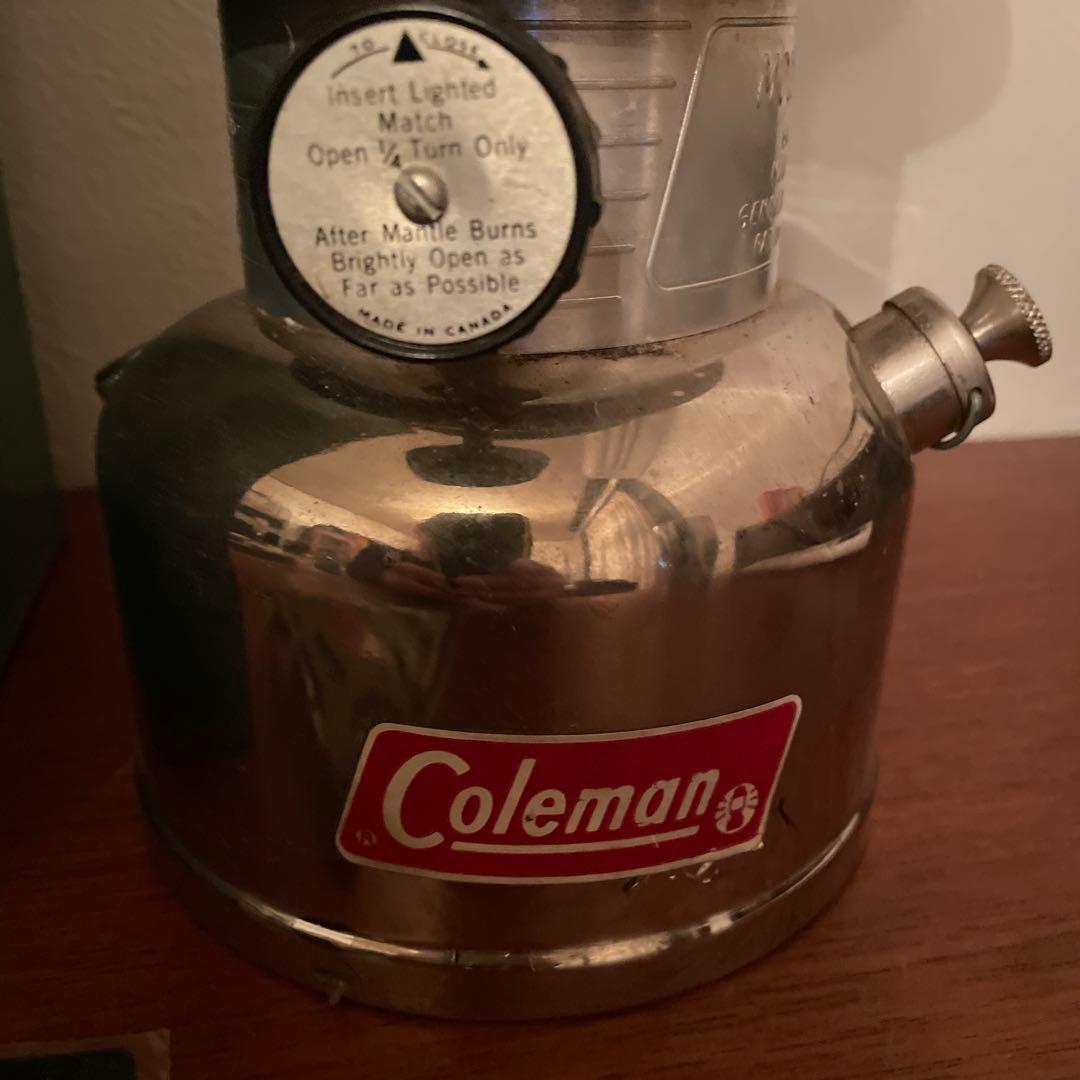 TO CLOSE
Insert Lighted
Match
Open 1/4 Turn Only
After Mantle Burns
Brightly Open as
Far as Possible
MADE IN CANADA
Coleman
®